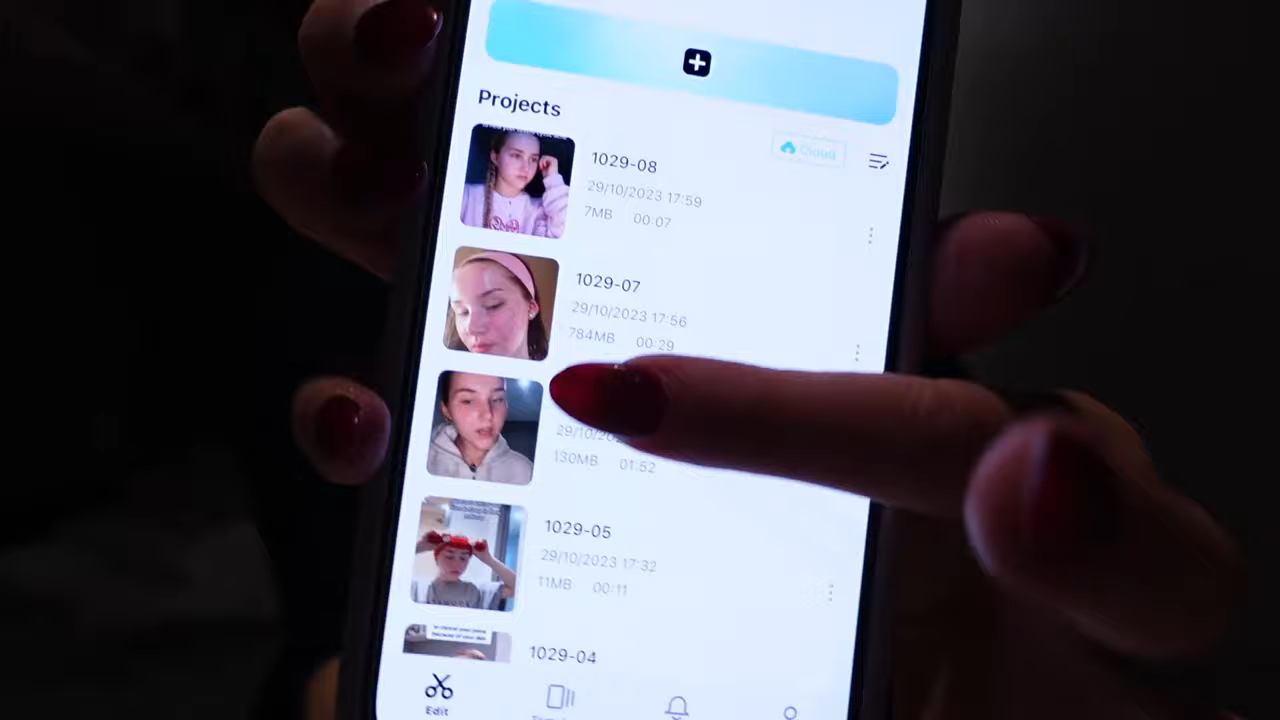 Projects
Cloud
1029-08
29/10/2023 17:59
7MB 00:07
1029-07
29/10/2023 17:56
784MB 00:29
130MB 01:52
1029-05
29/10/2023 17:32
11MB 00:11
1029-04
Edit